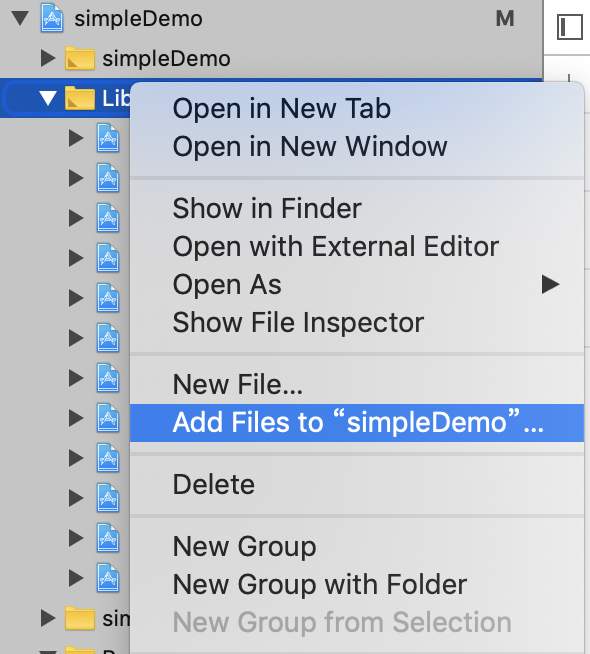 simpleDemo
M
simpleDemo
Lib
Open in New Tab
Open in New Window
Show in Finder
Open with External Editor
Open As
Show File Inspector
New File...
Add Files to “simpleDemo”...
Delete
New Group
New Group with Folder
sim
New Group from Selection